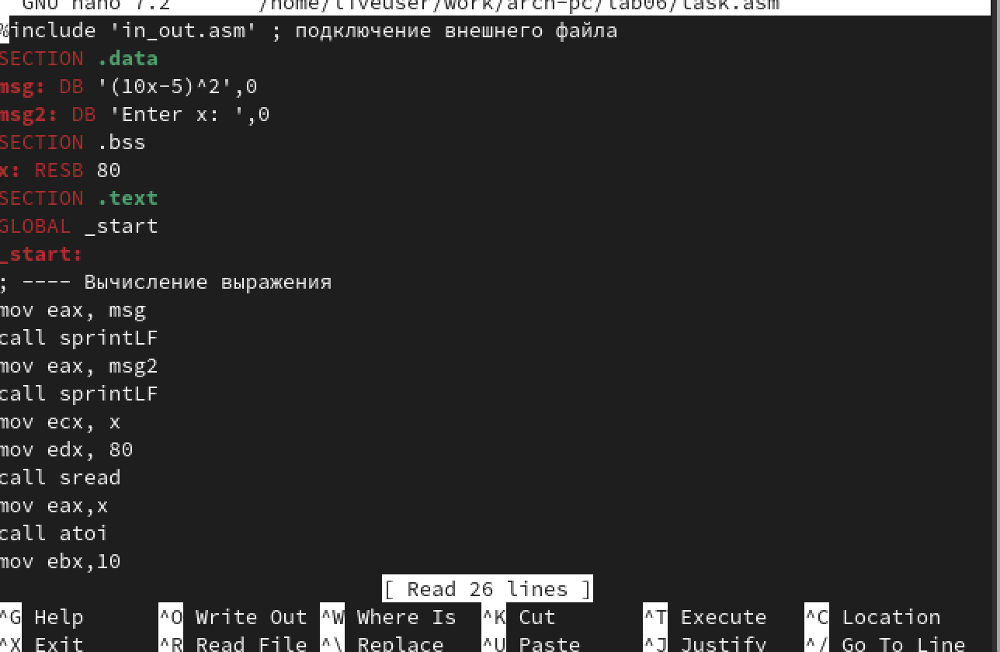 GNU nano 7.2 /home/liveuser/work/arch-pc/lab06/task.asm
%include 'in_out.asm' ; подключение внешнего файла
SECTION .data
msg: DB '(10x-5)^2',0
msg2: DB 'Enter x: ',0
SECTION .bss
x: RESB 80
SECTION .text
GLOBAL _start
_start:
; ---- Вычисление выражения
mov eax, msg
call sprintLF
mov eax, msg2
call sprintLF
mov ecx, x
mov edx, 80
call sread
mov eax,x
call atoi
mov ebx,10
[ Read 26 lines ]
^G Help ^O Write Out ^W Where Is ^K Cut ^T Execute ^C Location
^X Exit ^R Read File ^\ Replace ^U Paste ^J Justify ^/ Go To Line